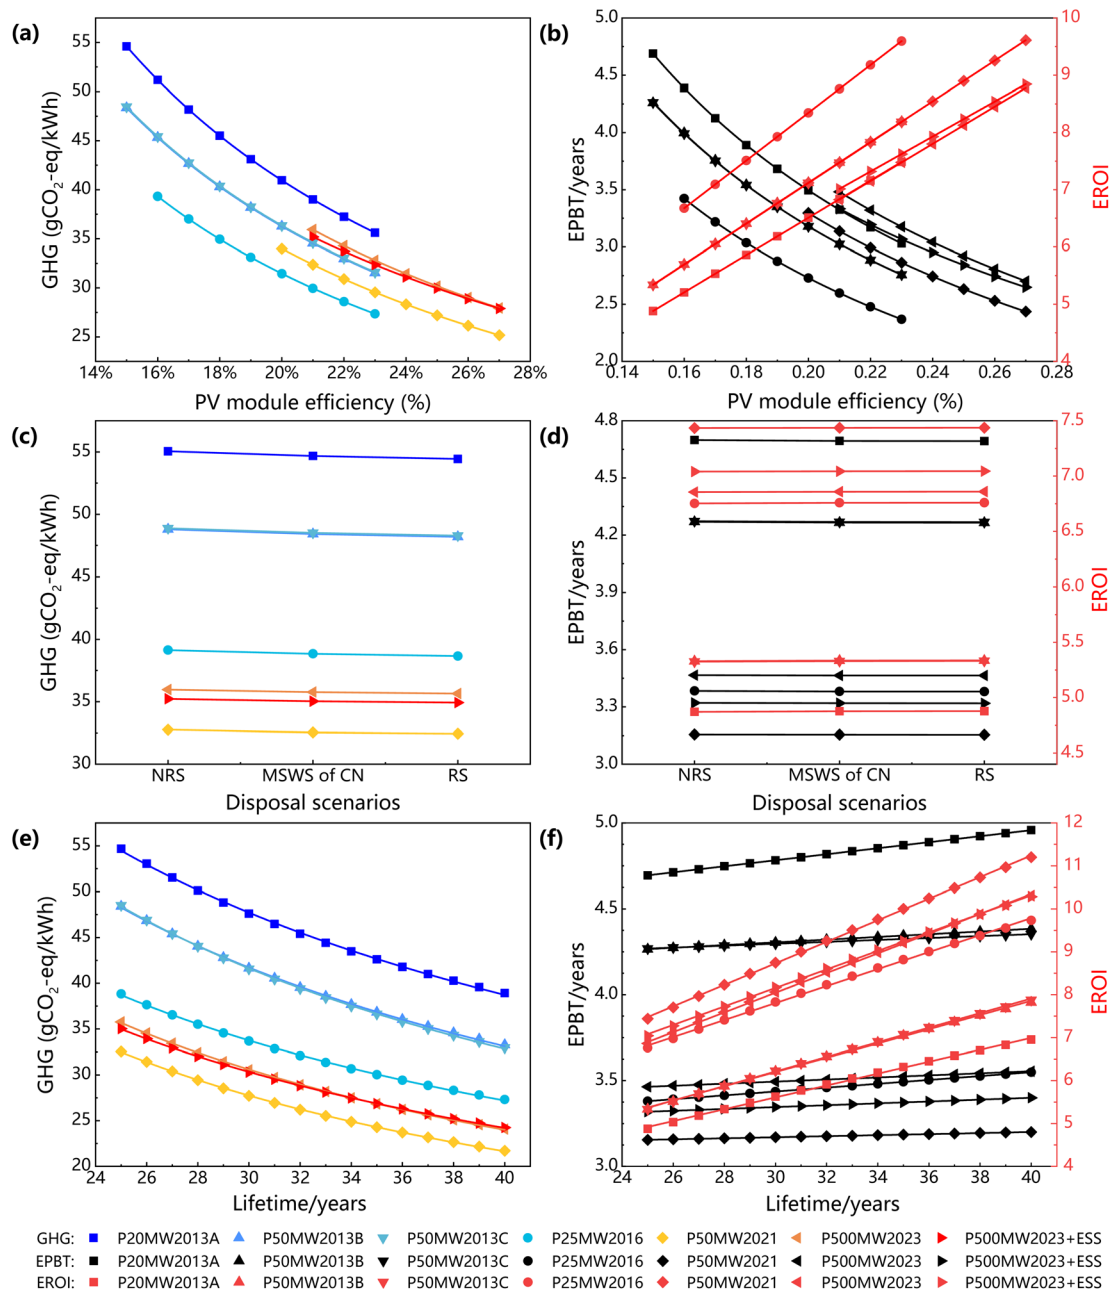 (a)
GHG (gCO₂-eq/kWh)
55
50
45
40
35
30
25
14% 16% 18% 20% 22% 24% 26% 28%
PV module efficiency (%)
(b)
EPBT/years
5.0
4.5
4.0
3.5
3.0
2.5
2.0
0.14 0.16 0.18 0.20 0.22 0.24 0.26 0.28
PV module efficiency (%)
10
9
8
7
6
5
4
EROI
(c)
GHG (gCO₂-eq/kWh)
55
50
45
40
35
30
NRS MSWS of CN RS
Disposal scenarios
(d)
EPBT/years
4.8
4.5
4.2
3.9
3.6
3.3
3.0
NRS MSWS of CN RS
Disposal scenarios
7.5
7.0
6.5
6.0
5.5
5.0
4.5
EROI
(e)
GHG (gCO₂-eq/kWh)
55
50
45
40
35
30
25
20
24 26 28 30 32 34 36 38 40
Lifetime/years
(f)
EPBT/years
5.0
4.5
4.0
3.5
3.0
24 26 28 30 32 34 36 38 40
Lifetime/years
12
11
10
9
8
7
6
5
4
EROI
GHG: P20MW2013A P50MW2013B P50MW2013C P25MW2016 P50MW2021 P500MW2023 P500MW2023+ESS
EPBT: P20MW2013A P50MW2013B P50MW2013C P25MW2016 P50MW2021 P500MW2023 P500MW2023+ESS
EROI: P20MW2013A P50MW2013B P50MW2013C P25MW2016 P50MW2021 P500MW2023 P500MW2023+ESS